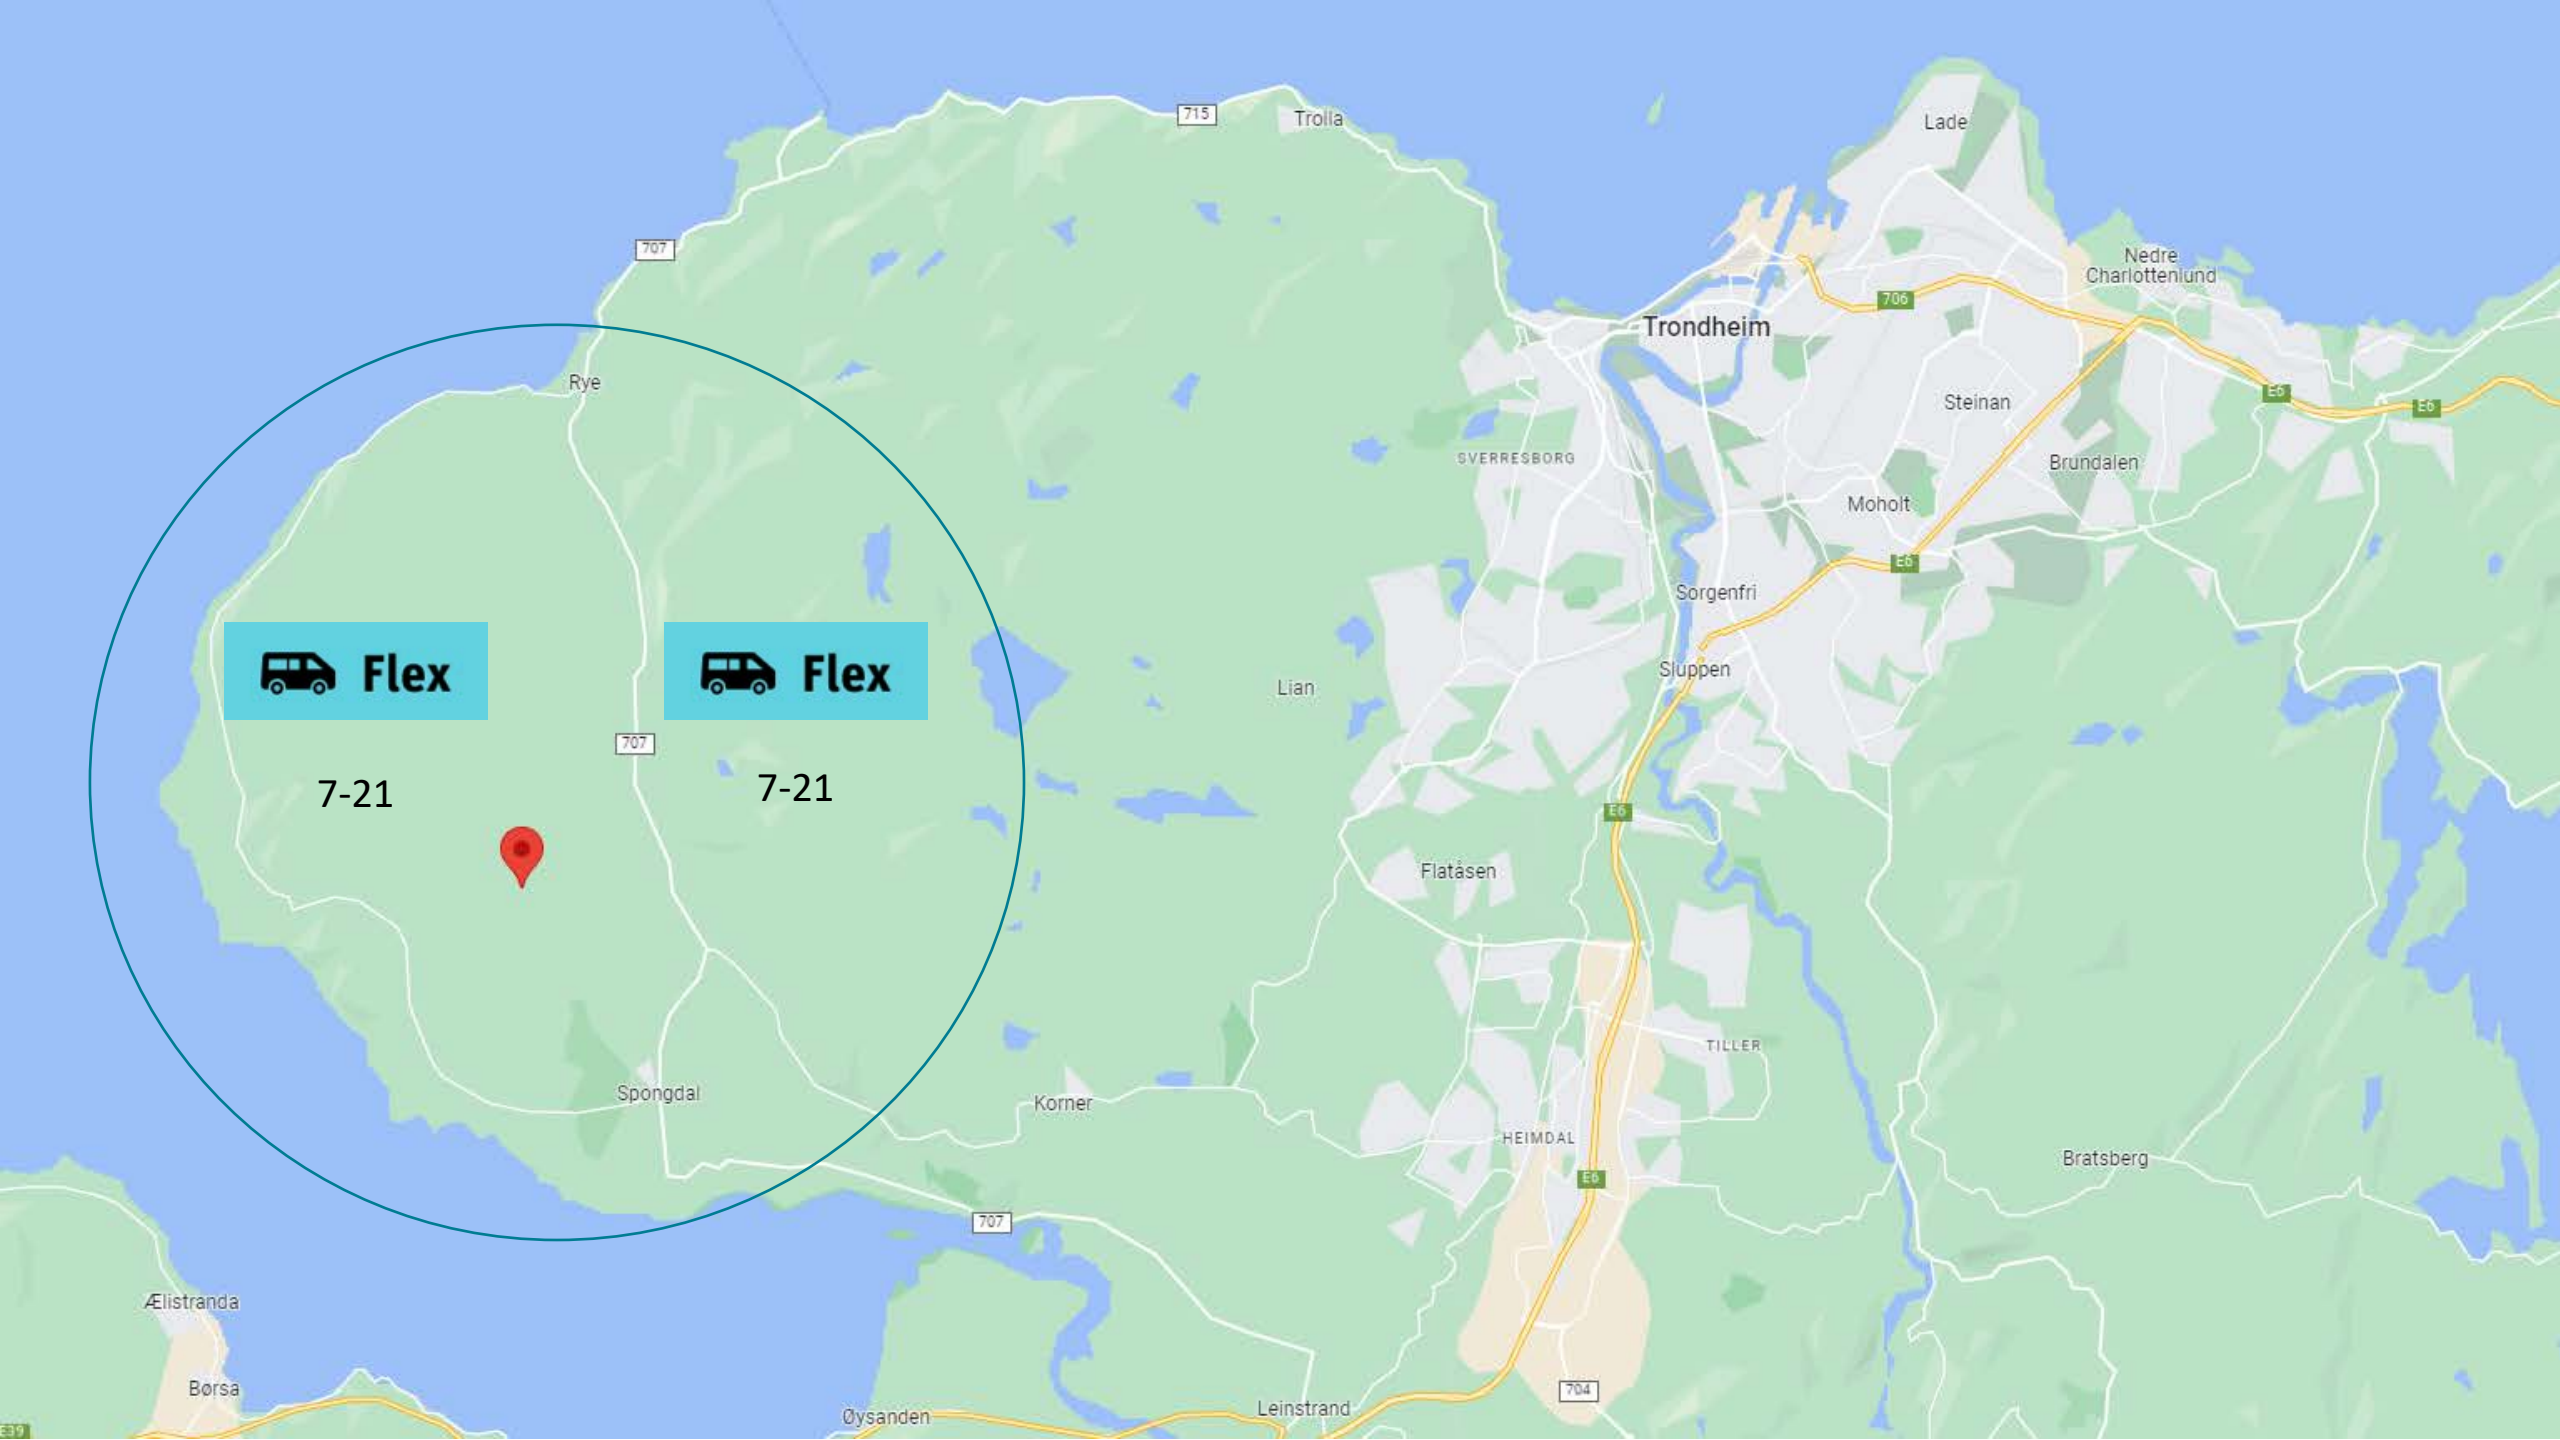 715
Trolla
Lade
707
Nedre
Charlottenlund
706
Trondheim
Rye
E6
E6
Steinan
SVERRESBORG
Brundalen
Moholt
E6
Sorgenfri
Flex
Flex
Sluppen
Lian
707
7-21
7-21
E6
Flatåsen
TILLER
Spongdal
Korner
HEIMDAL
Bratsberg
E6
707
Ælistranda
Børsa
704
Leinstrand
Øysanden
E39